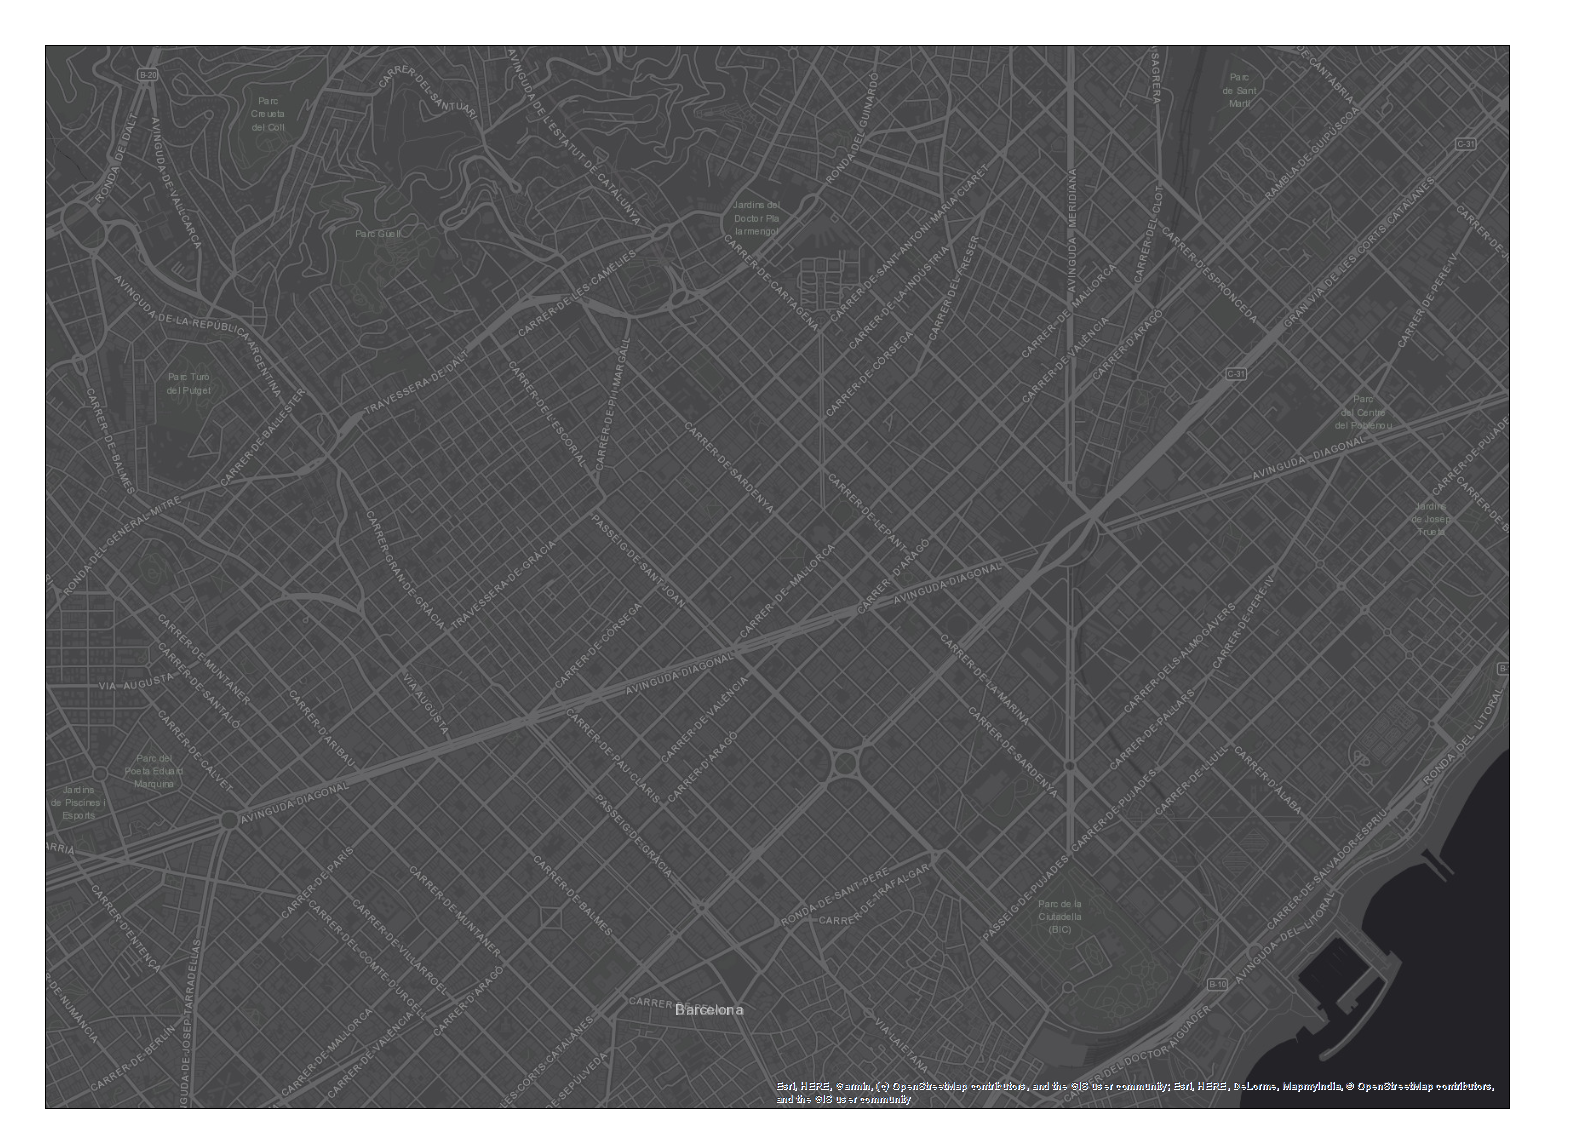 B-20
Parc
Creueta
del Coll
CARRER-DEL-SANTUARI
AVINGUDA-DE-L'ESTATUT-DE-CATALUNYA
RONDA-DEL-GUINARDÓ
SAGRERA
Parc
de Sant
Martí
DE-CANTÀBRIA
C-31
RAMBLA-DE-GUIPÚSCOA
RONDA-DE-DALT
AVINGUDA-DE-VALLCARCA
Parc Güell
Jardins del
Doctor Pla
Iarmengol
CARRER-DE-SANT-ANTONI-MARIA-CLARET
AVINGUDA-MERIDIANA
CARRER-DEL-CLOT
CARRER-D'ESPRONCEDA
GRAN-VIA-DE-LES-CORTS-CATALANES
CARRER-DE-PERE-IV
CARRER-DE-LES-CAMÈLIES
CARRER-DE-CARTAGENA
CARRER-DE-LA-INDÚSTRIA
CARRER-DEL-FRESER
CARRER-DE-MALLORCA
AVINGUDA-DE-LA-REPÚBLICA-ARGENTINA
CARRER-DE-VALÈNCIA
CARRER-D'ARAGÓ
CARRER-DE-CÒRSEGA
C-31
Parc Turó
del Putget
TRAVESSERA-DE-DALT
CARRER-DE-L'ESCORIAL
CARRER-DE-PI-I-MARGALL
CARRER-DE-BALLESTER
CARRER-DE-BALMES
Parc
del Centre
del Poblenou
AVINGUDA-DIAGONAL
CARRER-DE-PUJADES
CARRER-DE-SARDENYA
CARRER-DE-LEPANT
RONDA-DEL-GENERAL-MITRE
CARRER-GRAN-DE-GRÀCIA
PASSEIG-DE-SANT-JOAN
TRAVESSERA-DE-GRÀCIA
CARRER-DE-MALLORCA
CARRER-D'ARAGÓ
AVINGUDA-DIAGONAL
Jardins
de Josep
Trueta
CARRER-DE-PERE-IV
CARRER-DELS-ALMOGÀVERS
CARRER-DE-CÒRSEGA
CARRER-DE-MUNTANER
CARRER-DE-SANTALÓ
VIA-AUGUSTA
VIA-AUGUSTA
AVINGUDA-DIAGONAL
CARRER-DE-LA-MARINA
CARRER-DE-VALÈNCIA
CARRER-D'ARAGÓ
CARRER-D'ARIBAU
CARRER-DE-CALVET
CARRER-DE-PAU-CLARIS
CARRER-DE-SARDENYA
CARRER-DE-PALLARS
CARRER-DE-LLULL
CARRER-D'ÀLABA
RONDA-DEL-LITORAL
Parc del
Poeta Eduard
Marquina
Jardins
de Piscines i
Esports
AVINGUDA-DIAGONAL
PASSEIG-DE-GRÀCIA
CARRER-DE-PUJADES
CARRER-DE-SALVADOR-ESPRIU
ARRIÀ
CARRER-DE-PARÍS
CARRER-DE-MUNTANER
CARRER-DE-BALMES
RONDA-DE-SANT-PERE
CARRER-DE-TRAFALGAR
PASSEIG-DE-PUJADES
Parc de la
Ciutadella
(BIC)
CARRER-D'ENTENÇA
CARRER-DEL-COMTE-D'URGELL
CARRER-DE-VILLARROEL
CARRER-D'ARAGÓ
AVINGUDA-DEL-LITORAL
B-10
DE-NUMÀNCIA
CARRER-DE-BERLÍN
GUDA-DE-JOSEP-TARRADELLAS
CARRER-DE-MALLORCA
CARRER-DE-VALÈNCIA
CORTS-CATALANES
DE-SEPÚLVEDA
Barcelona
VIA-LAIETANA
DEL-DOCTOR-AIGUADER
Esri, HERE, Garmin, (c) OpenStreetMap contributors, and the GIS user community; Esri, HERE, DeLorme, MapmyIndia, © OpenStreetMap contributors,
and the GIS user community